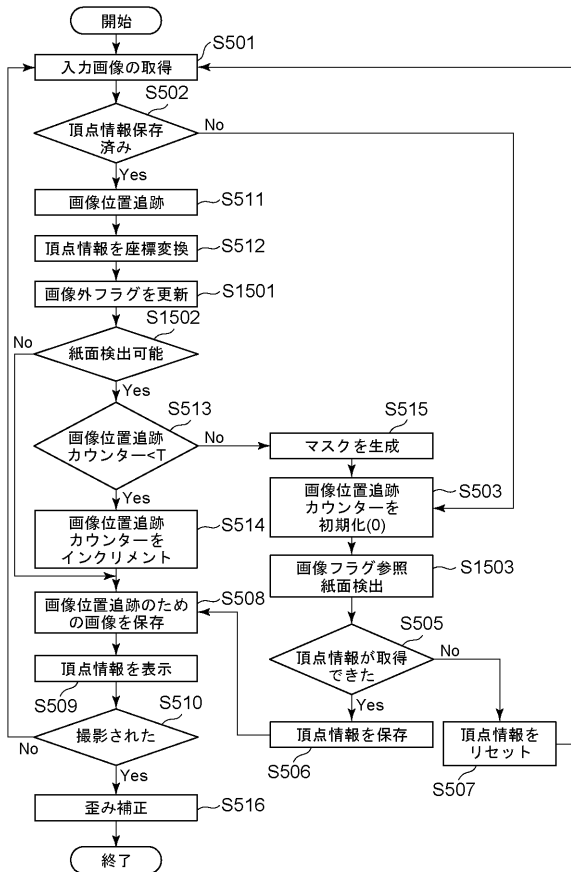 開始
S501
入力画像の取得
S502
頂点情報保存
済み
No
Yes
画像位置追跡
S511
頂点情報を座標変換
S512
画像外フラグを更新
S1501
S1502
No
紙面検出可能
Yes
S513
画像位置追跡
カウンター<T
No
Yes
S515
マスクを生成
画像位置追跡
カウンターを
初期化(0)
S503
画像位置追跡
カウンターを
インクリメント
S514
画像フラグ参照
紙面検出
S1503
画像位置追跡のため
の画像を保存
S508
S505
頂点情報が取得
できた
No
Yes
頂点情報を表示
S509
頂点情報を保存
S506
頂点情報を
リセット
S507
S510
撮影された
No
Yes
歪み補正
S516
終了